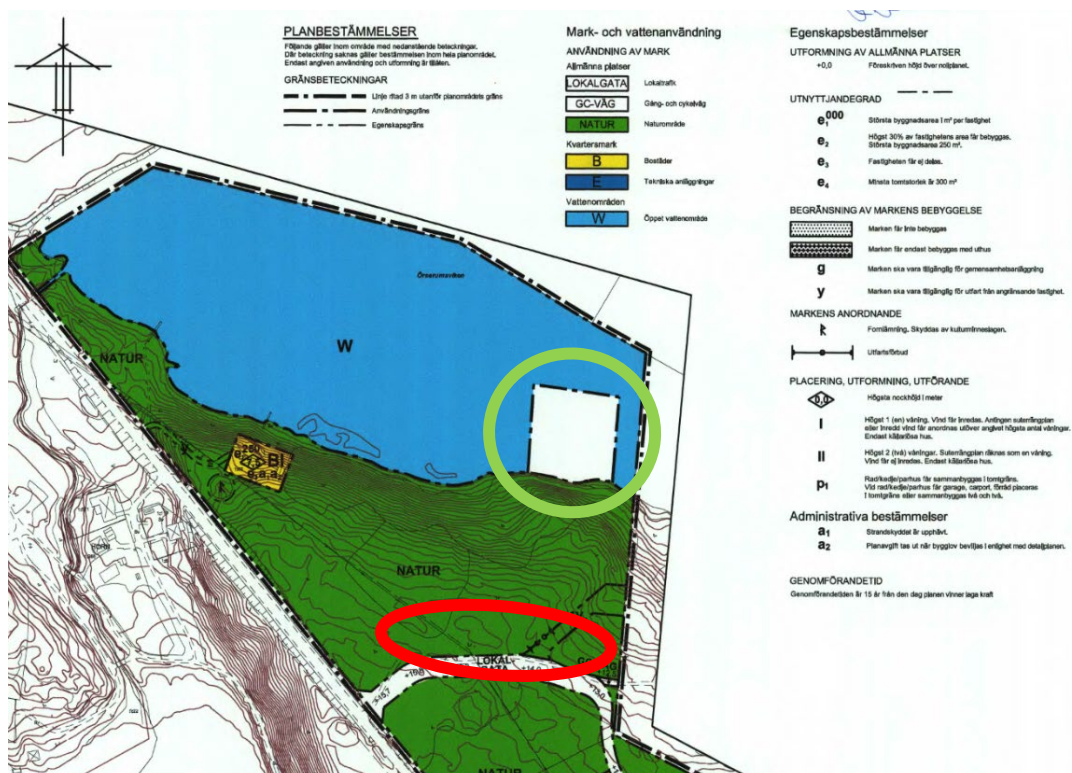 PLANBESTÄMMELSER
Följande gäller inom område med nedanstående beteckningar.
Där beteckning saknas gäller bestämmelsen inom hela planområdet.
Endast angiven användning och utformning är tillåten.
GRÄNSBETECKNINGAR
Linje ritad 3 m utanför planområdets gräns
Användningsgräns
Egenskapsgräns
Mark- och vattenanvändning
ANVÄNDNING AV MARK
Allmänna platser
LOKALGATA Lokaltrafik
GC-VÄG Gång- och cykelväg
NATUR Naturområde
Kvartersmark
B Bostäder
E Tekniska anläggningar
Vattenområden
W Öppet vattenområde
Egenskapsbestämmelser
UTFORMNING AV ALLMÄNNA PLATSER
+0,0 Föreskriven höjd över nollplanet.
UTNYTTJANDEGRAD
e₁000 Största byggnadsarea i m² per fastighet
e₂ Högst 30% av fastighetens area får bebyggas.
Största byggnadsarea 250 m².
e₃ Fastigheten får ej delas.
e₄ Minsta tomtstorlek är 300 m²
BEGRÄNSNING AV MARKENS BEBYGGELSE
Marken får inte bebyggas
Marken får endast bebyggas med uthus
g Marken ska vara tillgänglig för gemensamhetsanläggning
y Marken ska vara tillgänglig för utfart från angränsande fastighet.
MARKENS ANORDNANDE
Fornlämning. Skyddas av kulturminneslagen.
Utfartsförbud
PLACERING, UTFORMNING, UTFÖRANDE
0,0 Högsta nockhöjd i meter
I Högst 1 (en) våning. Vind får inredas. Antingen suterrängplan
eller inredd vind får anordnas utöver angivet högsta antal våningar.
Endast källarlösa hus.
II Högst 2 (två) våningar. Suterrängplan räknas som en våning.
Vind får ej inredas. Endast källarlösa hus.
p₁ Rad/kedje/parhus får sammanbyggas i tomtgräns.
Vid rad/kedje/parhus får garage, carport, förråd placeras
i tomtgräns eller sammanbyggas två och två.
Administrativa bestämmelser
a₁ Strandskyddet är upphävt.
a₂ Planavgift tas ut när bygglov beviljas i enlighet med detaljplanen.
GENOMFÖRANDETID
Genomförandetiden är 15 år från den dag planen vinner laga kraft
W
NATUR
BI
NATUR
LOKAL-
GATA
+15,7
NATUR